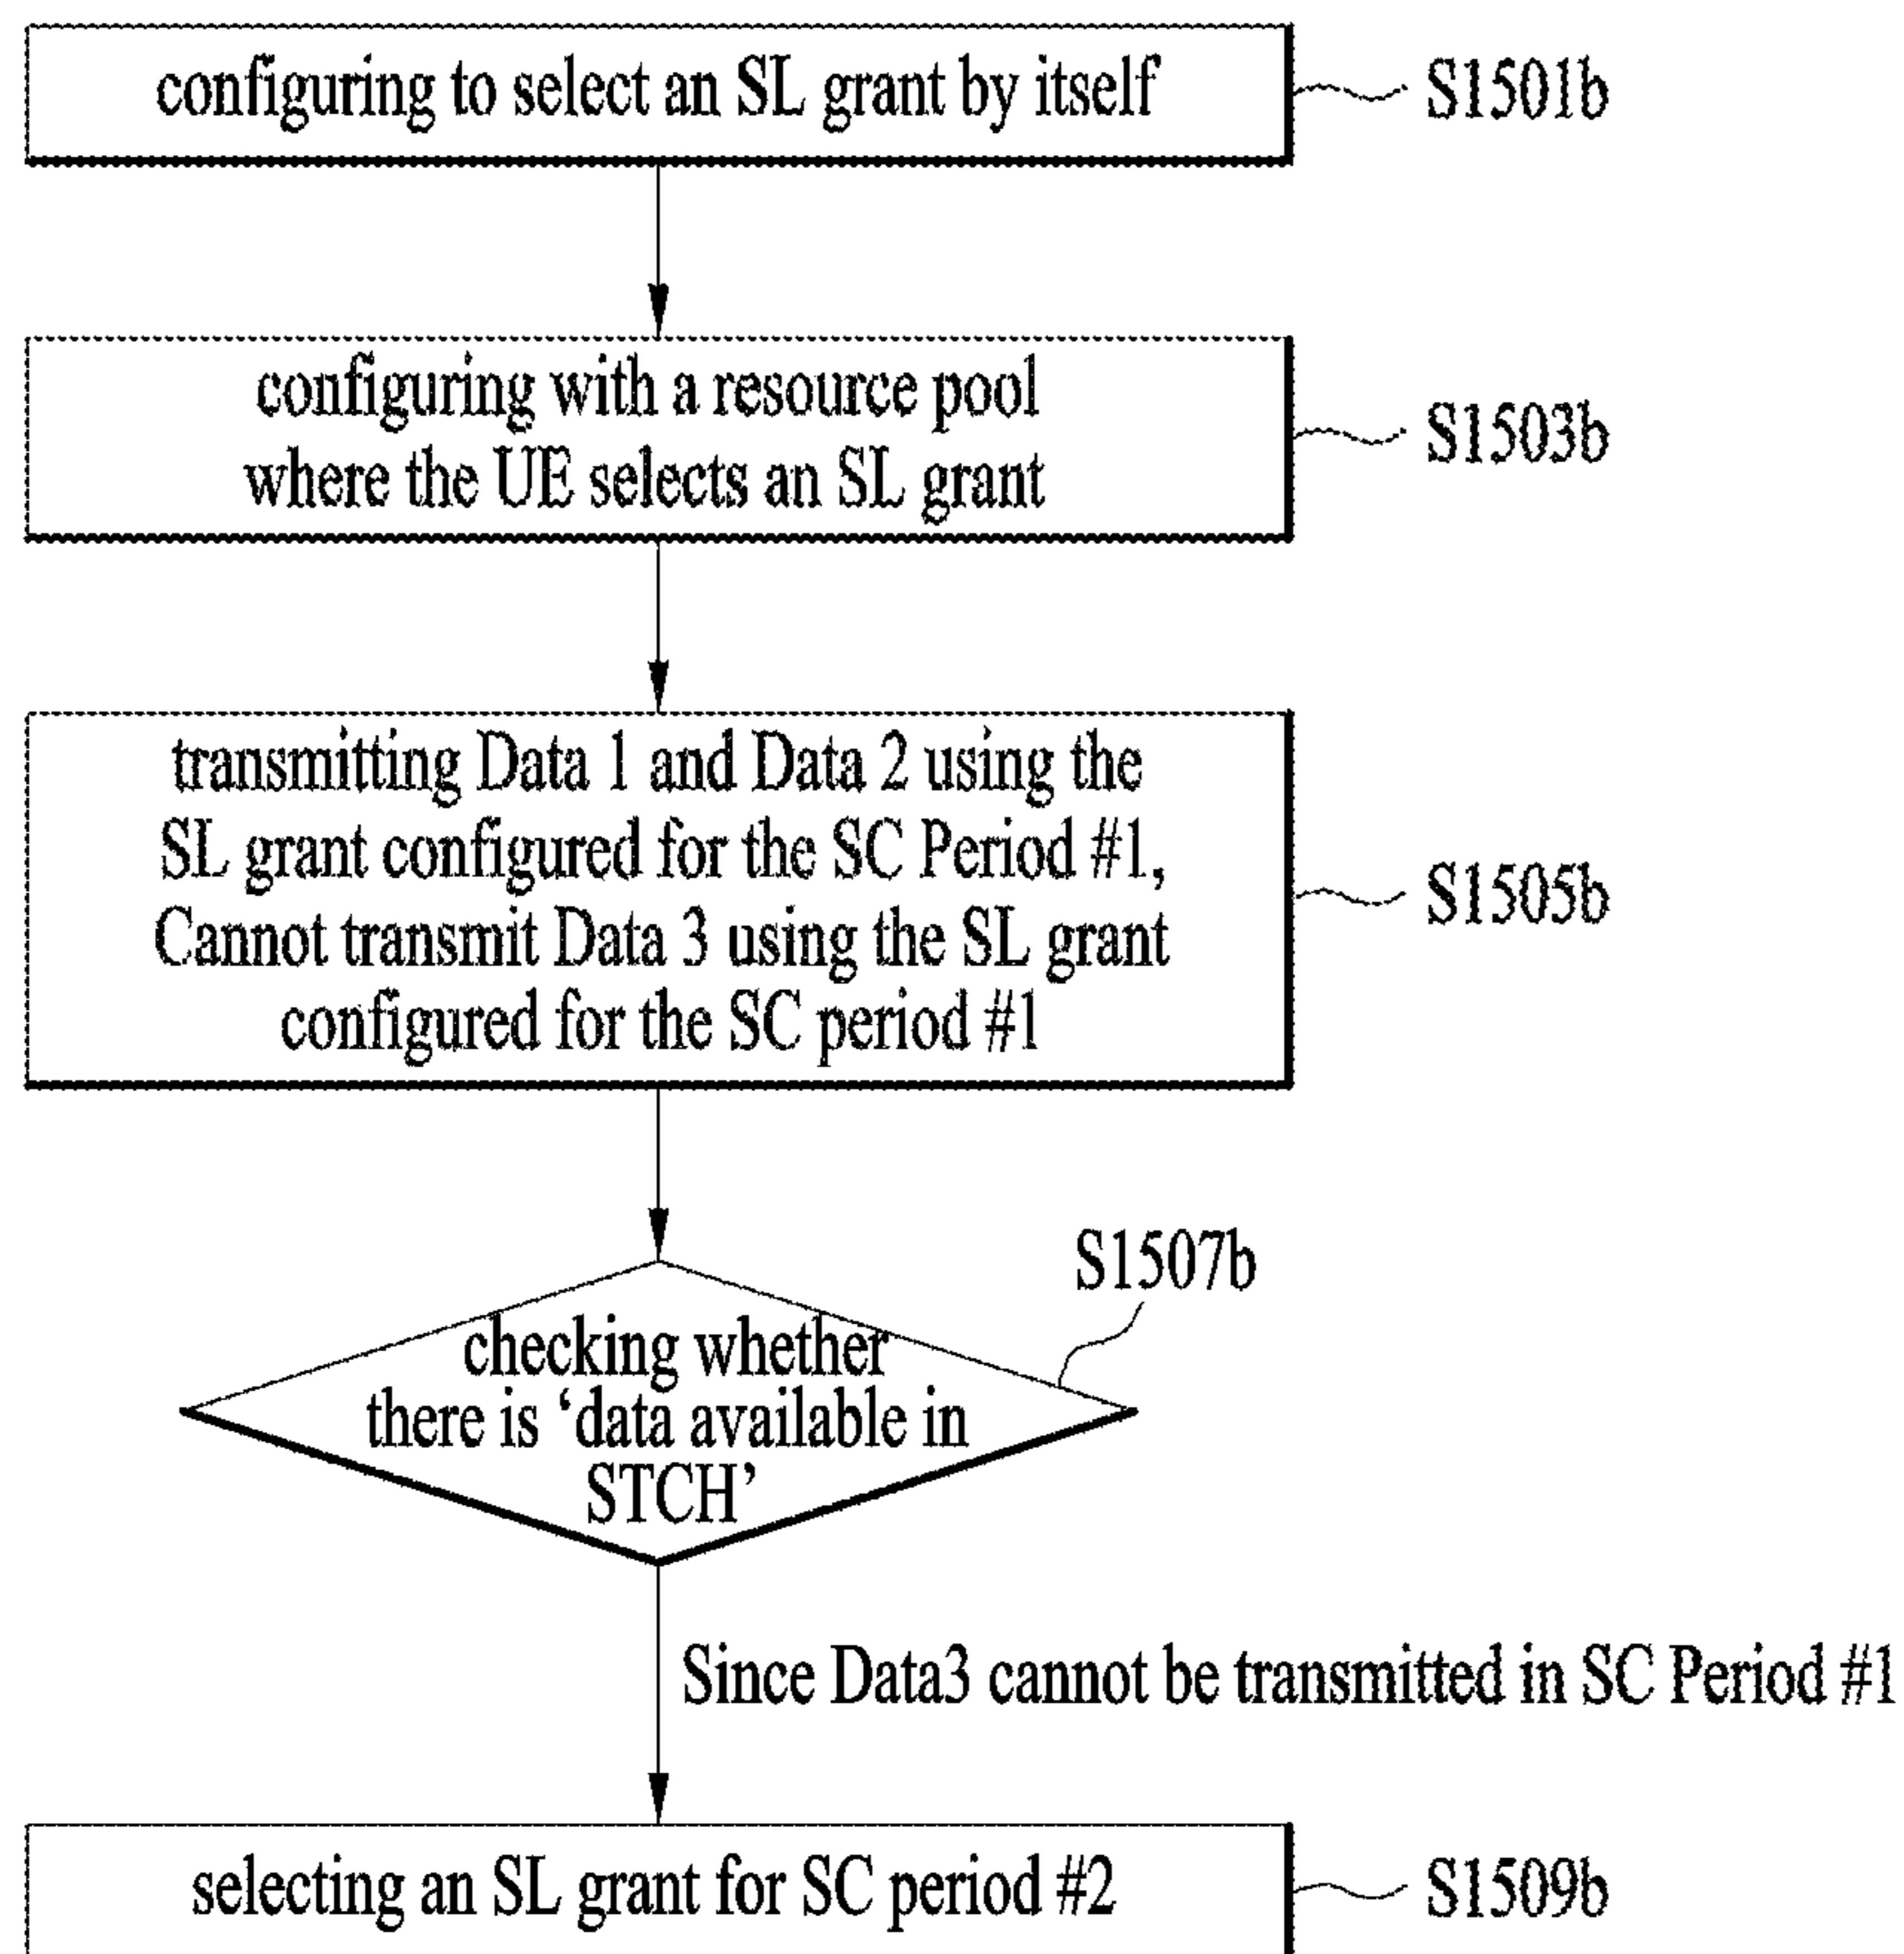 configuring to select an SL grant by itself
S1501b
configuring with a resource pool
where the UE selects an SL grant
S1503b
transmitting Data 1 and Data 2 using the
SL grant configured for the SC Period #1,
Cannot transmit Data 3 using the SL grant
configured for the SC period #1
S1505b
S1507b
checking whether
there is ‘data available in
STCH’
Since Data3 cannot be transmitted in SC Period #1
selecting an SL grant for SC period #2
S1509b